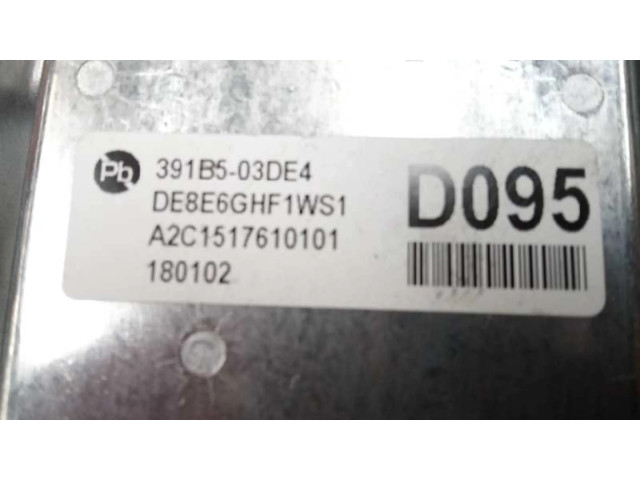 Pb
391B5-03DE4
DE8E6GHF1WS1
A2C1517610101
180102
D095